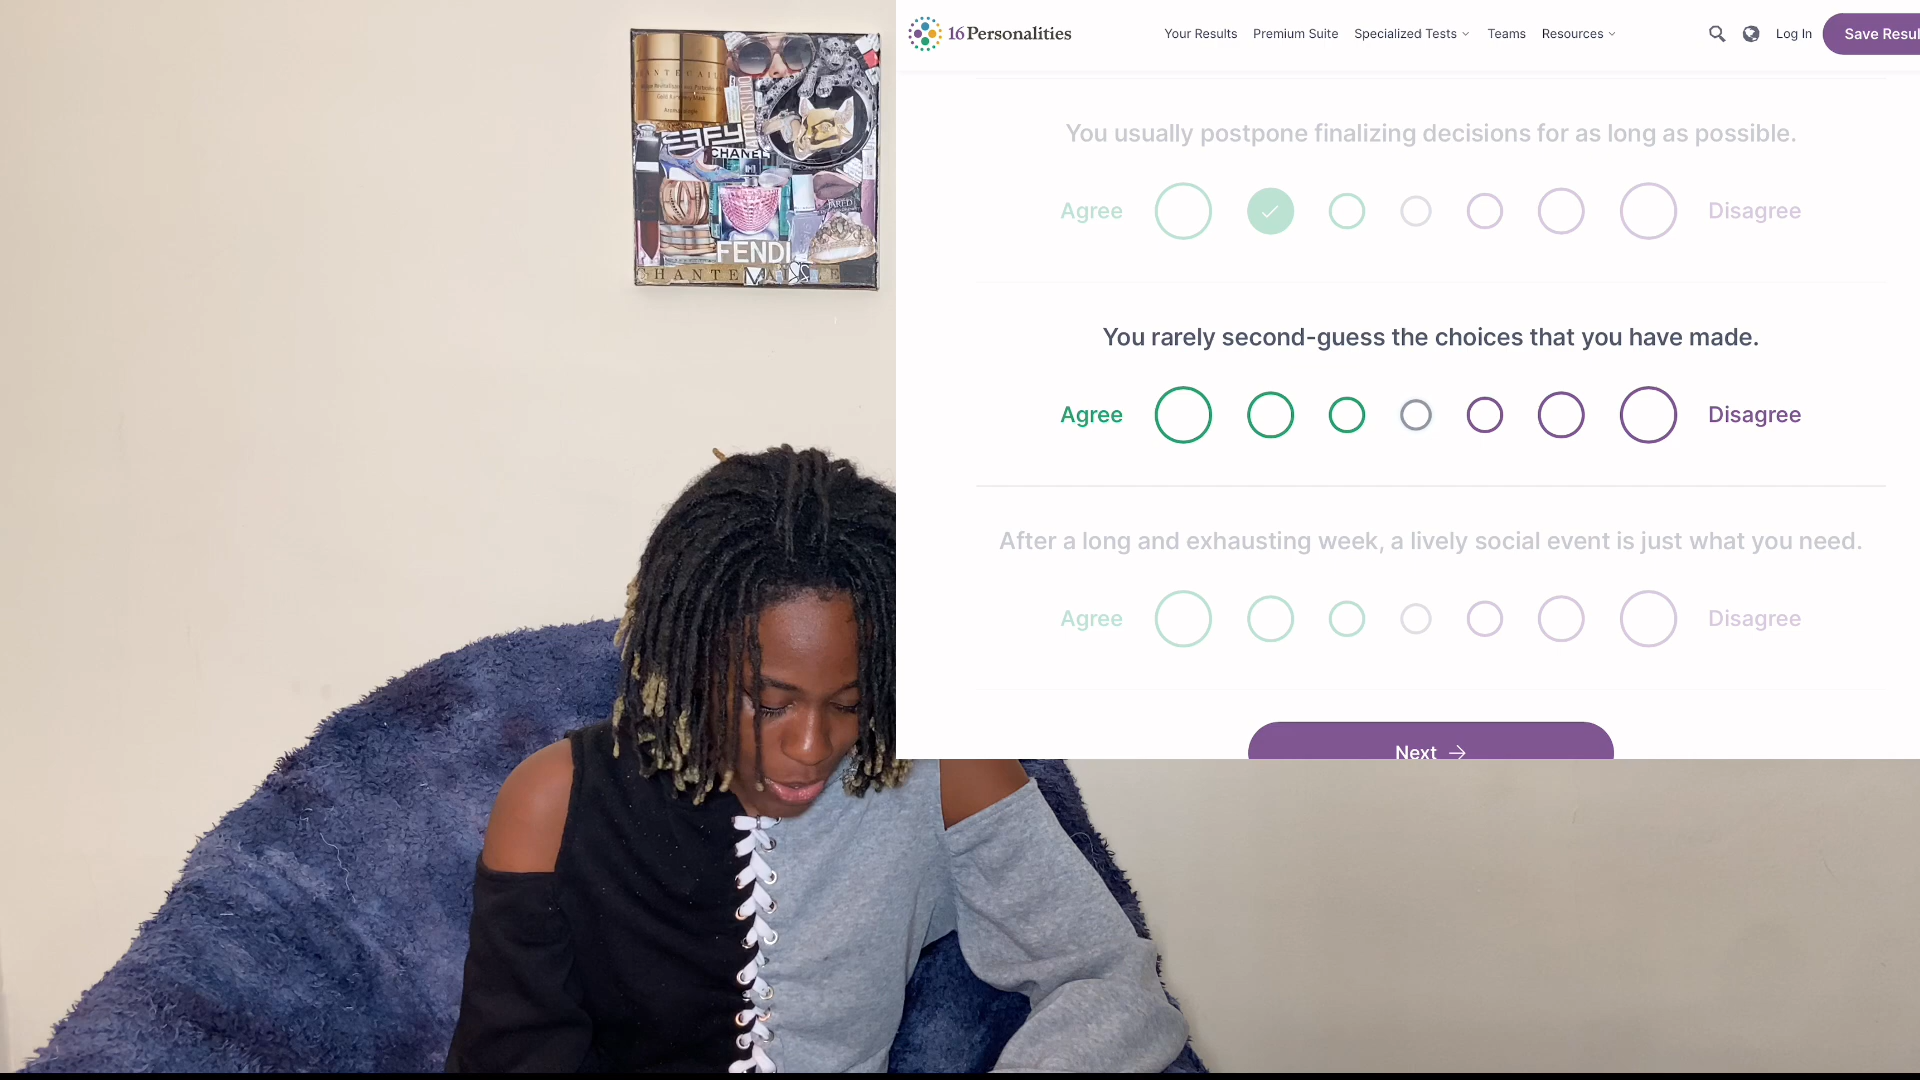 CHANEL
JARED
FENDI
16Personalities
Your Results
Premium Suite
Specialized Tests
Teams
Resources
Log In
Save Resul
You usually postpone finalizing decisions for as long as possible.
Agree
Disagree
You rarely second-guess the choices that you have made.
Agree
Disagree
After a long and exhausting week, a lively social event is just what you need.
Agree
Disagree
Next